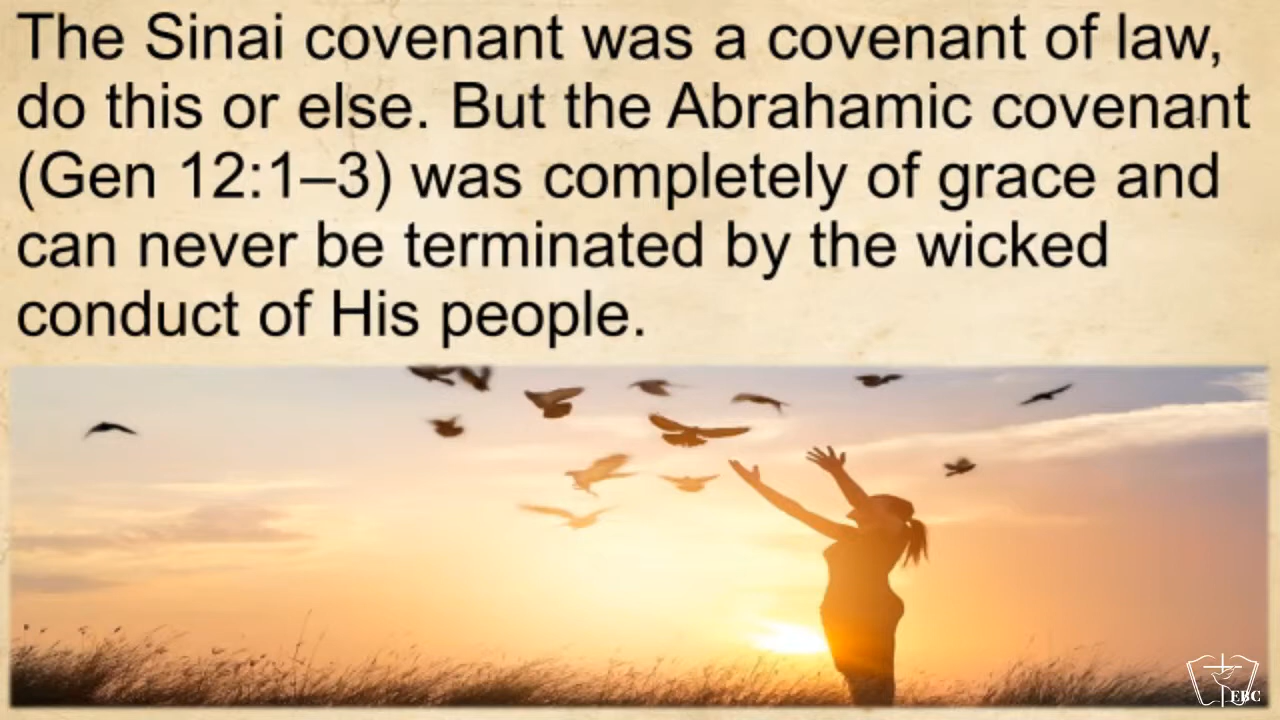 The Sinai covenant was a covenant of law,
do this or else. But the Abrahamic covenant
(Gen 12:1–3) was completely of grace and
can never be terminated by the wicked
conduct of His people.
EBC